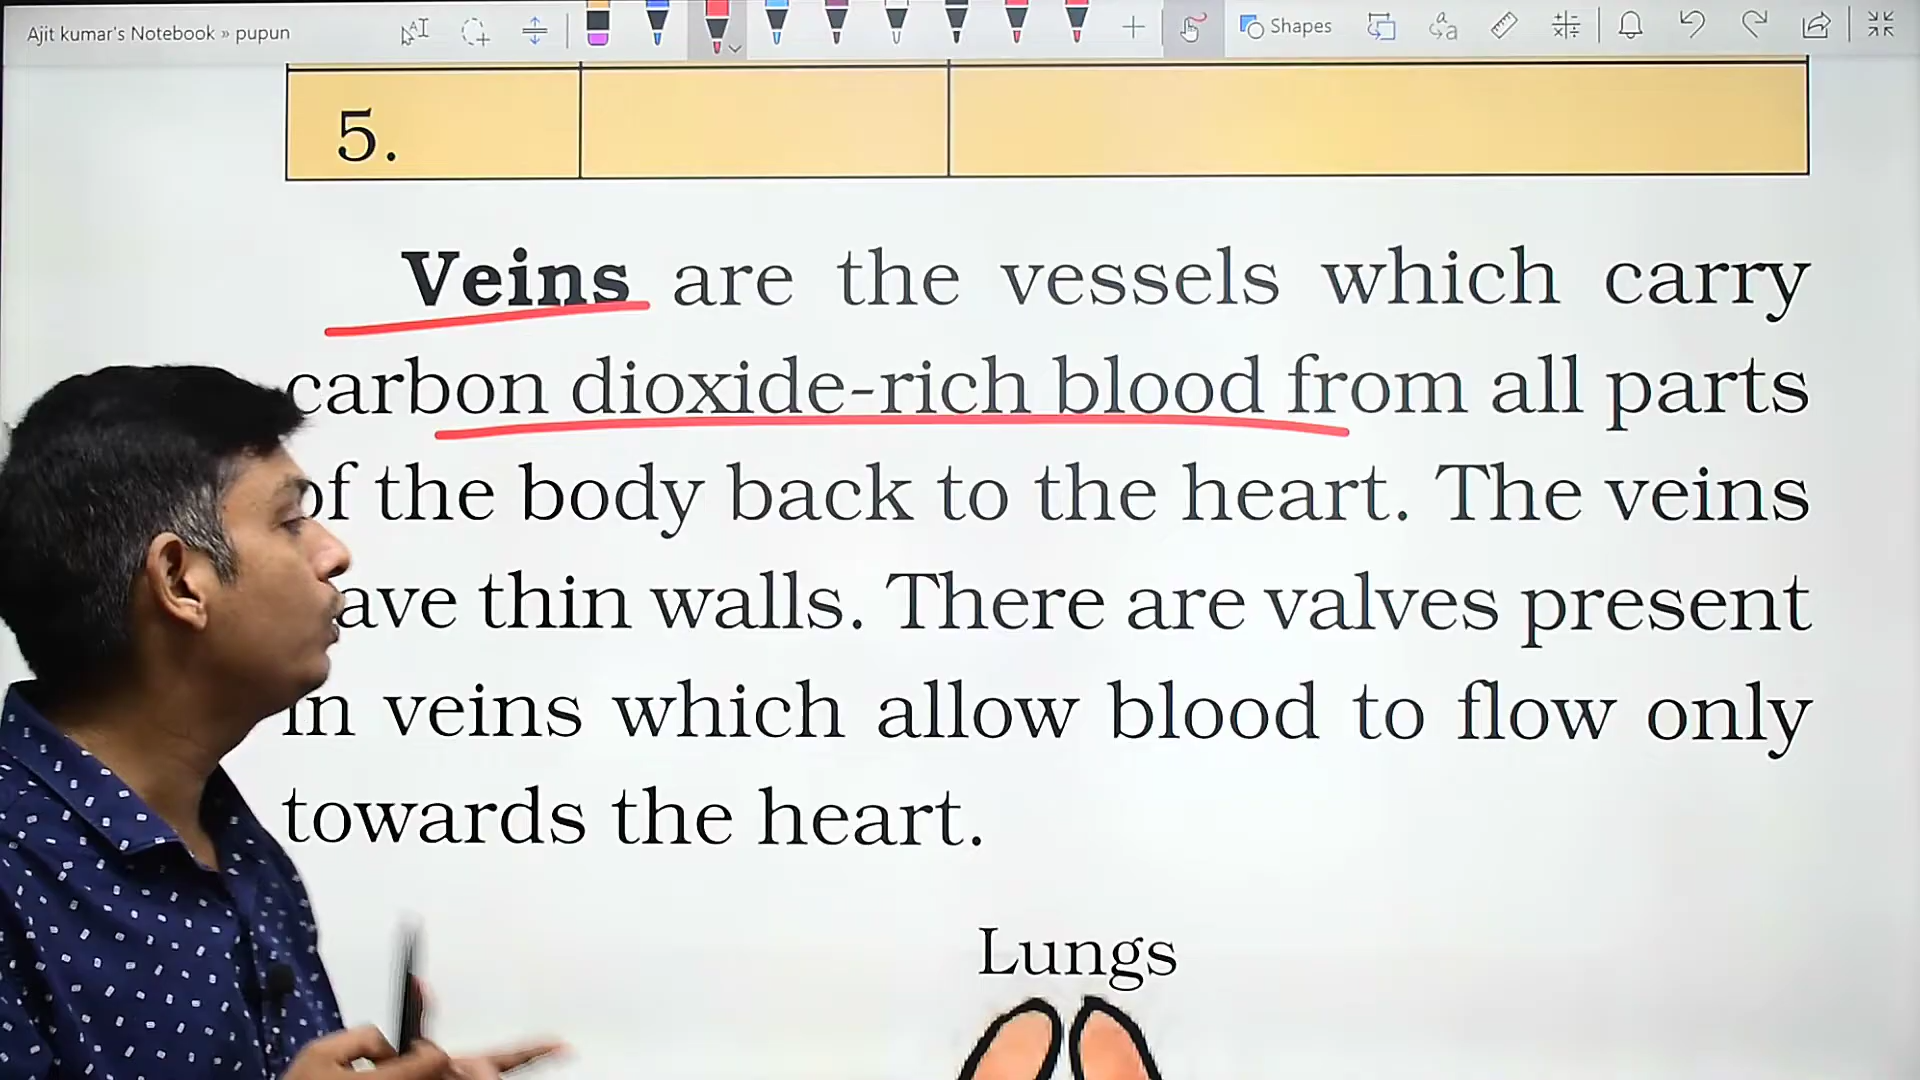 Ajit kumar's Notebook » pupun
Shapes
5.
Veins are the vessels which carry
carbon dioxide-rich blood from all parts
of the body back to the heart. The veins
ave thin walls. There are valves present
in veins which allow blood to flow only
towards the heart.
Lungs